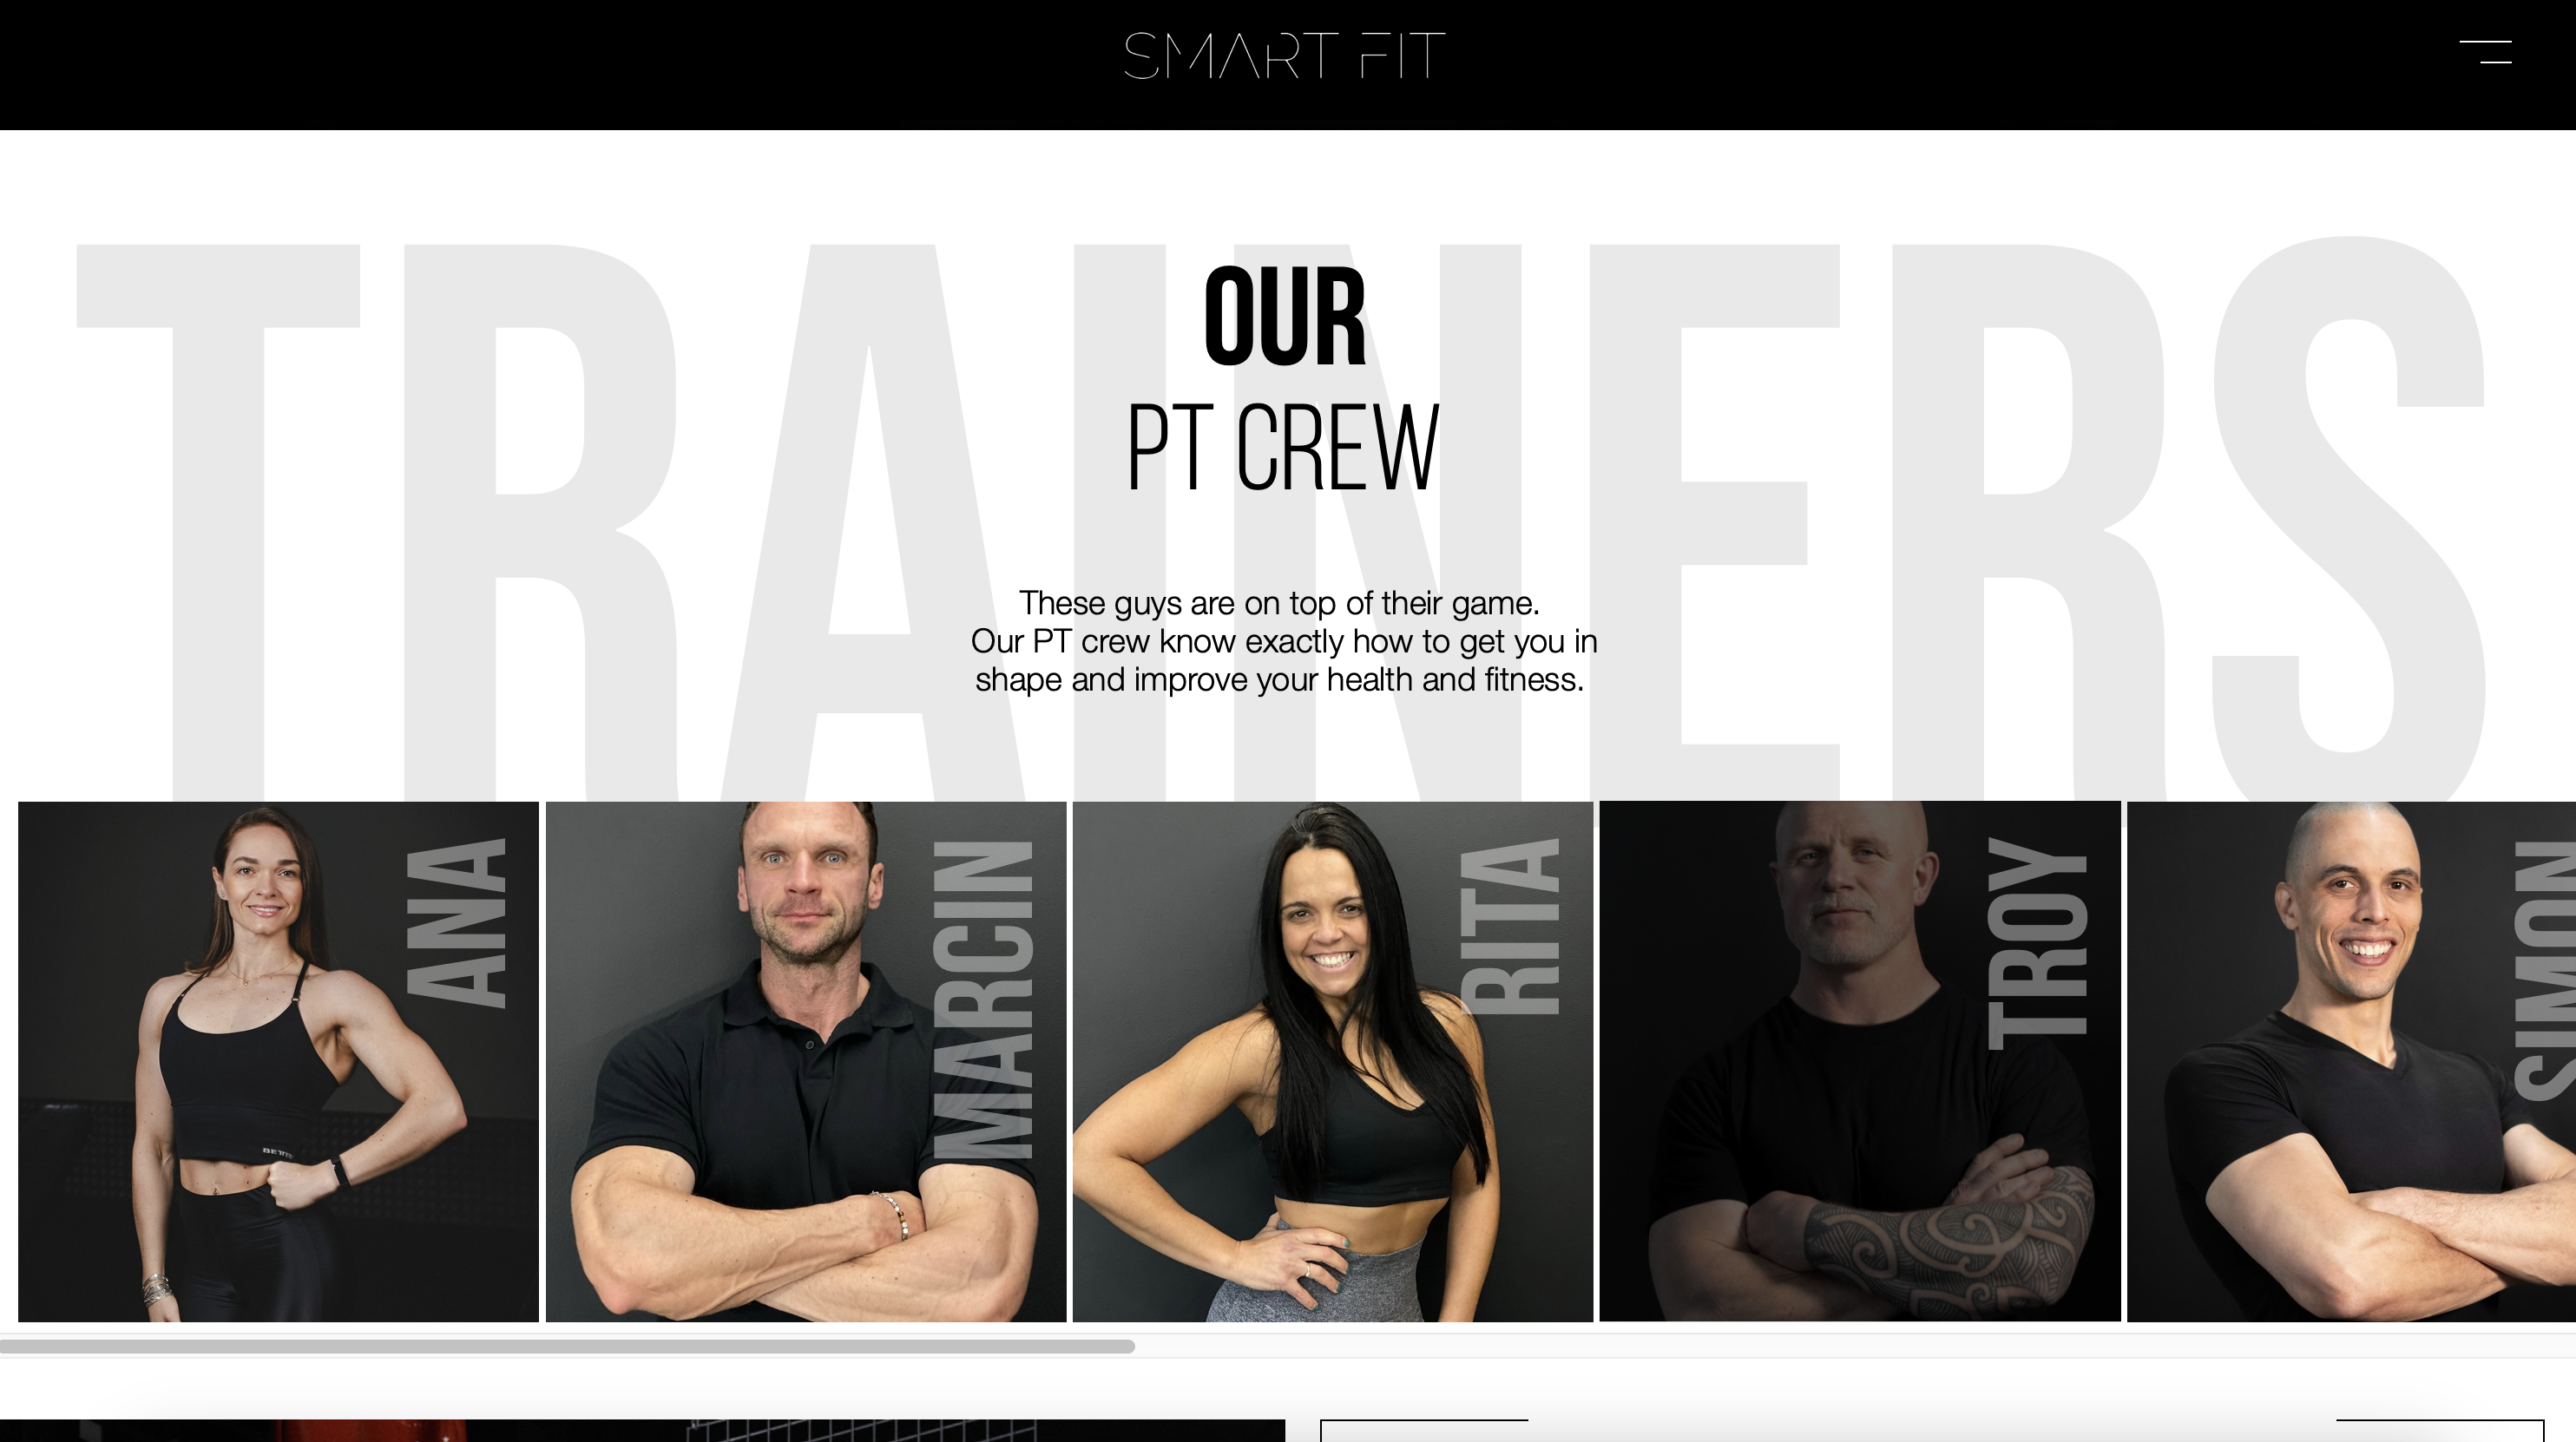 SMART FIT
TRAINERS
OUR
PT CREW
These guys are on top of their game.
Our PT crew know exactly how to get you in
shape and improve your health and fitness.
ANA
MARCIN
RITA
TROY
SIMON